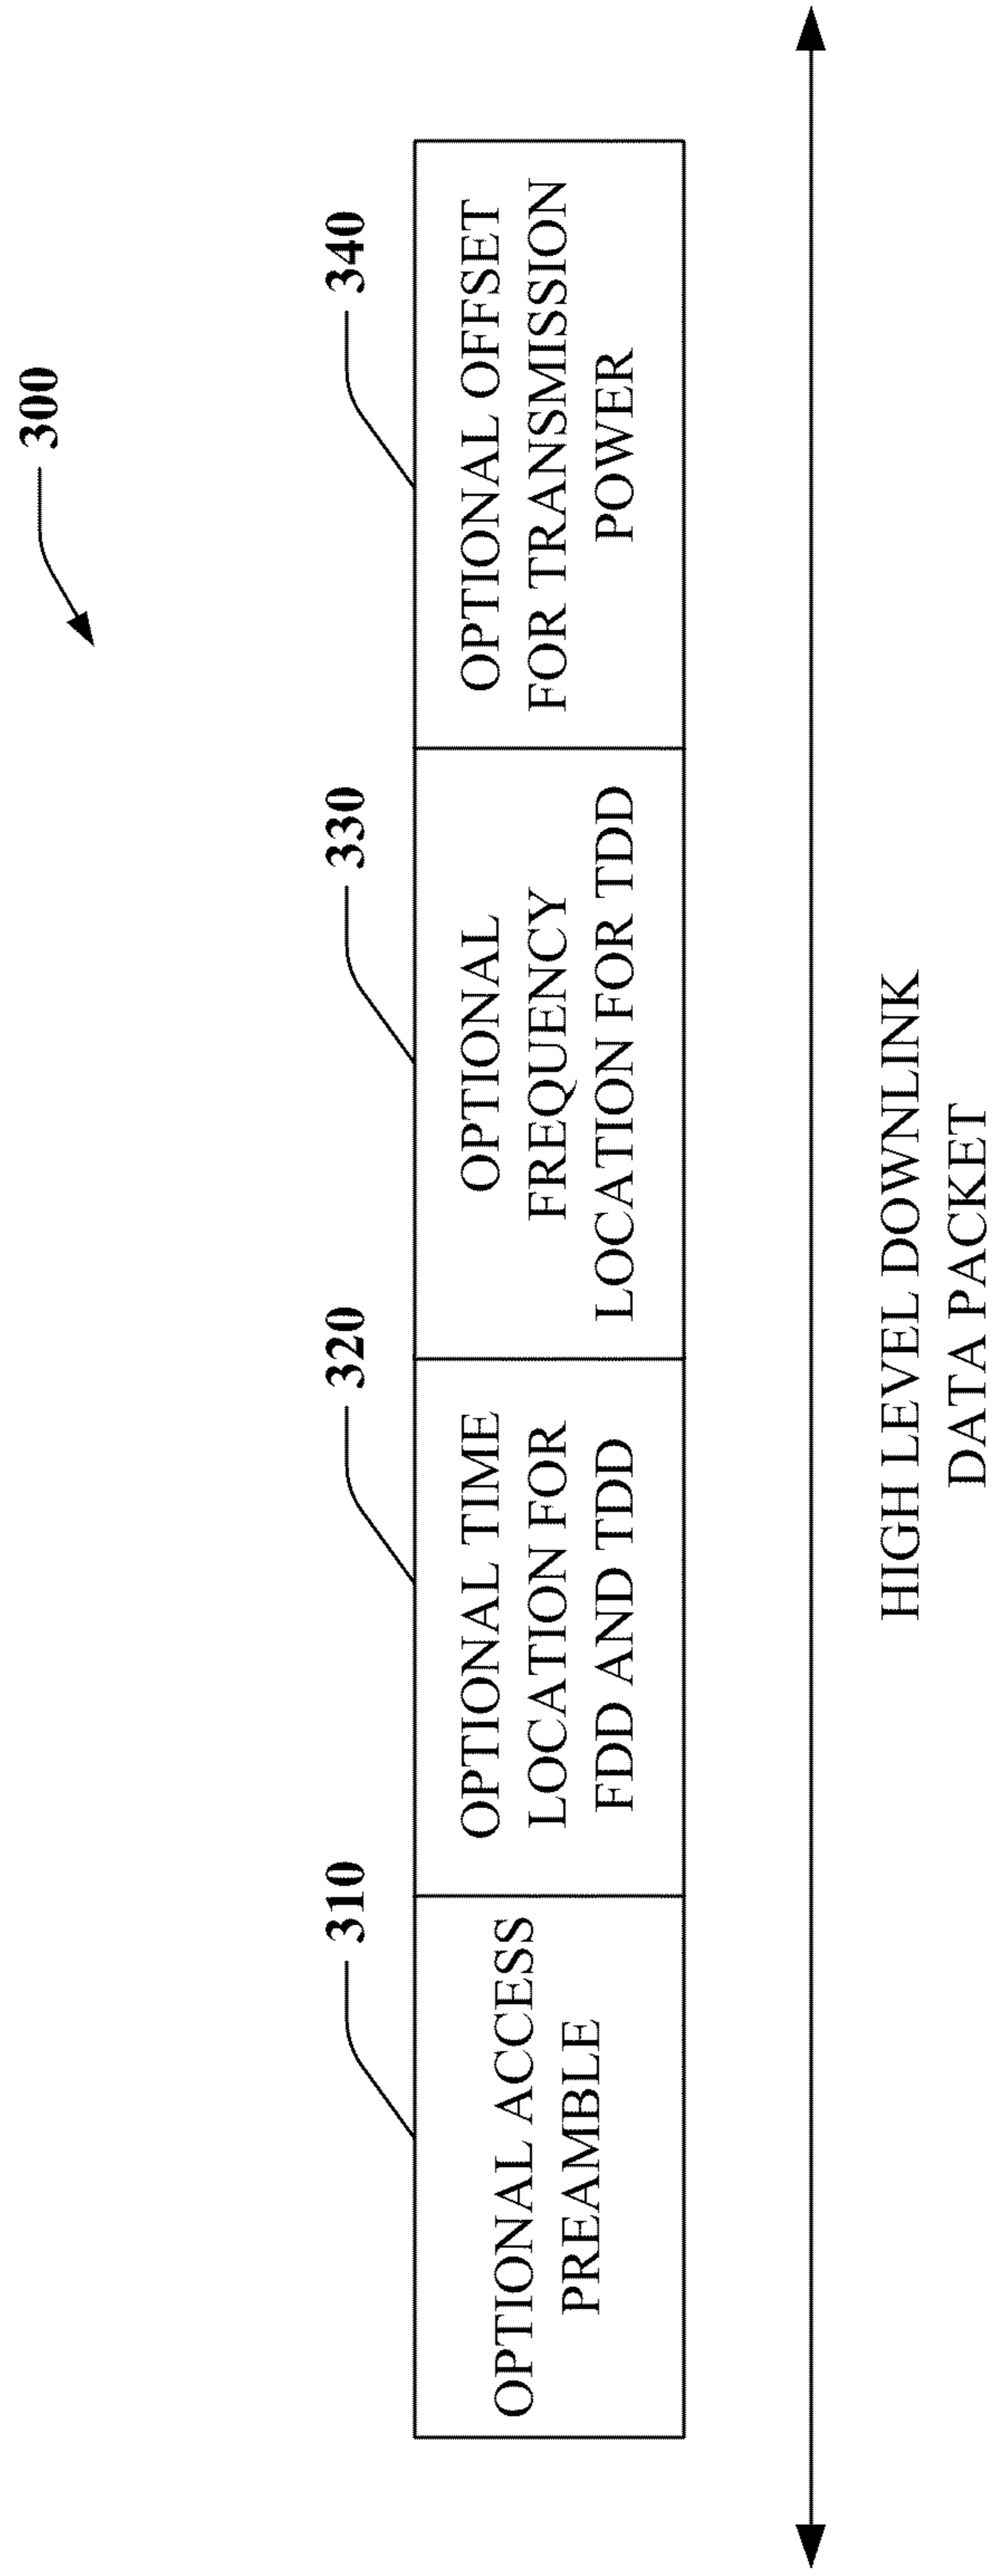 300
310
320
330
340
OPTIONAL ACCESS
PREAMBLE
OPTIONAL TIME
LOCATION FOR
FDD AND TDD
OPTIONAL
FREQUENCY
LOCATION FOR TDD
OPTIONAL OFFSET
FOR TRANSMISSION
POWER
HIGH LEVEL DOWNLINK
DATA PACKET